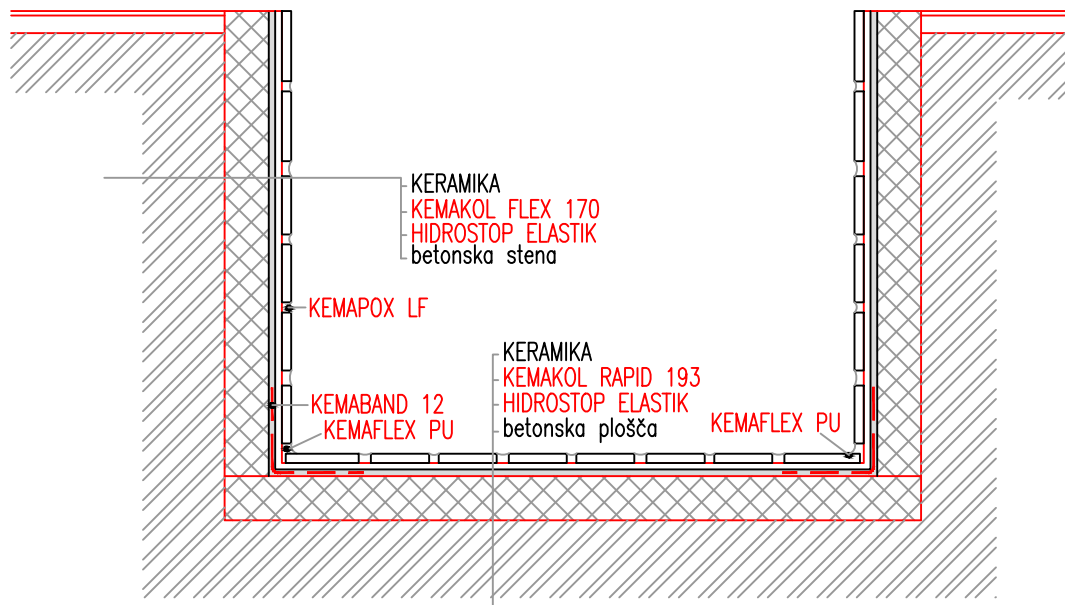 KERAMIKA
KEMAKOL FLEX 170
HIDROSTOP ELASTIK
betonska stena
KEMAPOX LF
KERAMIKA
KEMAKOL RAPID 193
HIDROSTOP ELASTIK
betonska plošča
KEMABAND 12
KEMAFLEX PU
KEMAFLEX PU